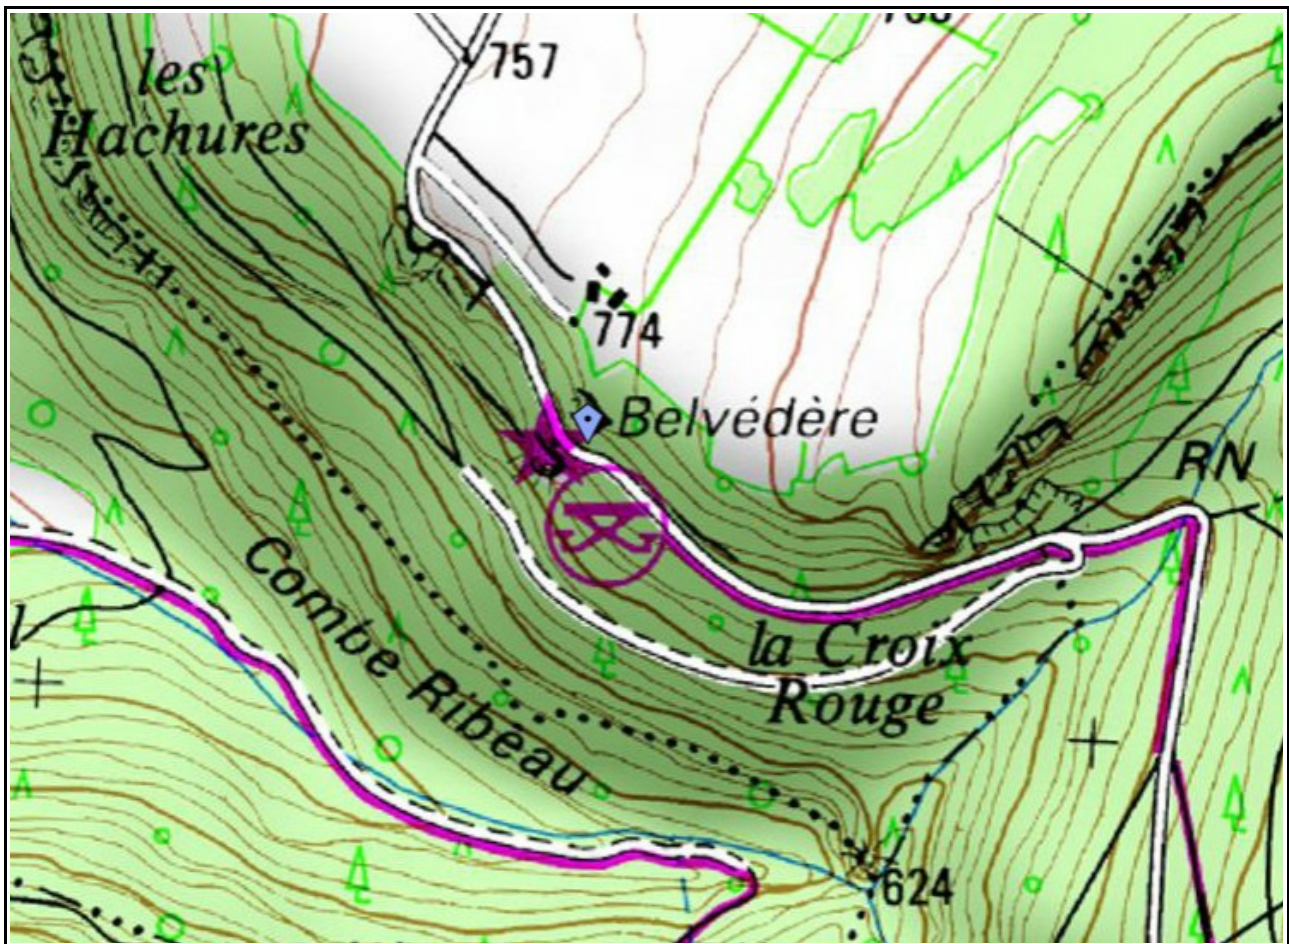 757
les
Hachures
774
Belvédère
RN
Combe Ribeau
la Croix
Rouge
l
624